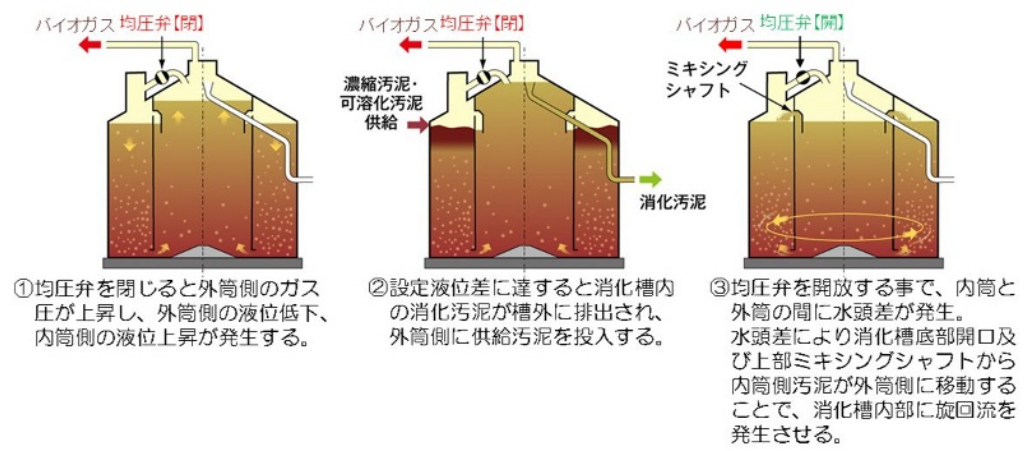 バイオガス 均圧弁【閉】
①均圧弁を閉じると外筒側のガス
圧が上昇し、外筒側の液位低下、
内筒側の液位上昇が発生する。
バイオガス 均圧弁【閉】
濃縮汚泥・
可溶化汚泥
供給
消化汚泥
②設定液位差に達すると消化槽内
の消化汚泥が槽外に排出され、
外筒側に供給汚泥を投入する。
バイオガス 均圧弁【開】
ミキシング
シャフト
③均圧弁を開放する事で、内筒と
外筒の間に水頭差が発生。
水頭差により消化槽底部開口及
び上部ミキシングシャフトから
内筒側汚泥が外筒側に移動する
ことで、消化槽内部に旋回流を
発生させる。